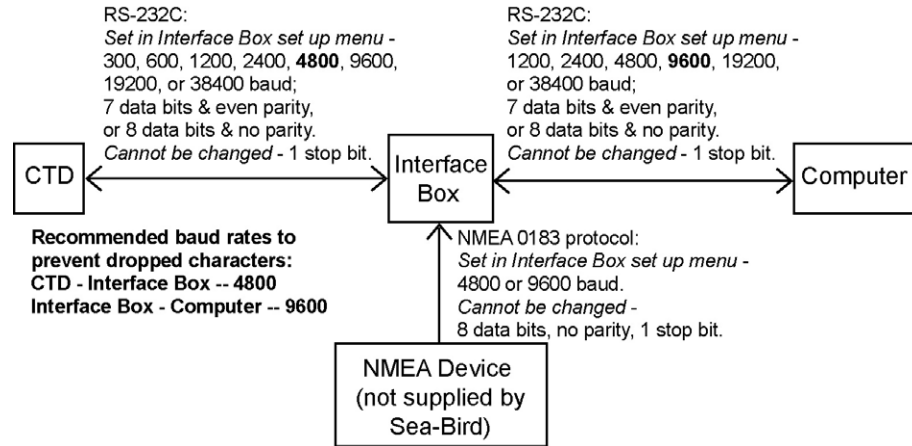 RS-232C:
Set in Interface Box set up menu -
300, 600, 1200, 2400, 4800, 9600,
19200, or 38400 baud;
7 data bits & even parity,
or 8 data bits & no parity.
Cannot be changed - 1 stop bit.
RS-232C:
Set in Interface Box set up menu -
1200, 2400, 4800, 9600, 19200,
or 38400 baud;
7 data bits & even parity,
or 8 data bits & no parity.
Cannot be changed - 1 stop bit.
CTD
Interface
Box
Computer
Recommended baud rates to
prevent dropped characters:
CTD - Interface Box -- 4800
Interface Box - Computer -- 9600
NMEA 0183 protocol:
Set in Interface Box set up menu -
4800 or 9600 baud.
Cannot be changed -
8 data bits, no parity, 1 stop bit.
NMEA Device
(not supplied by
Sea-Bird)